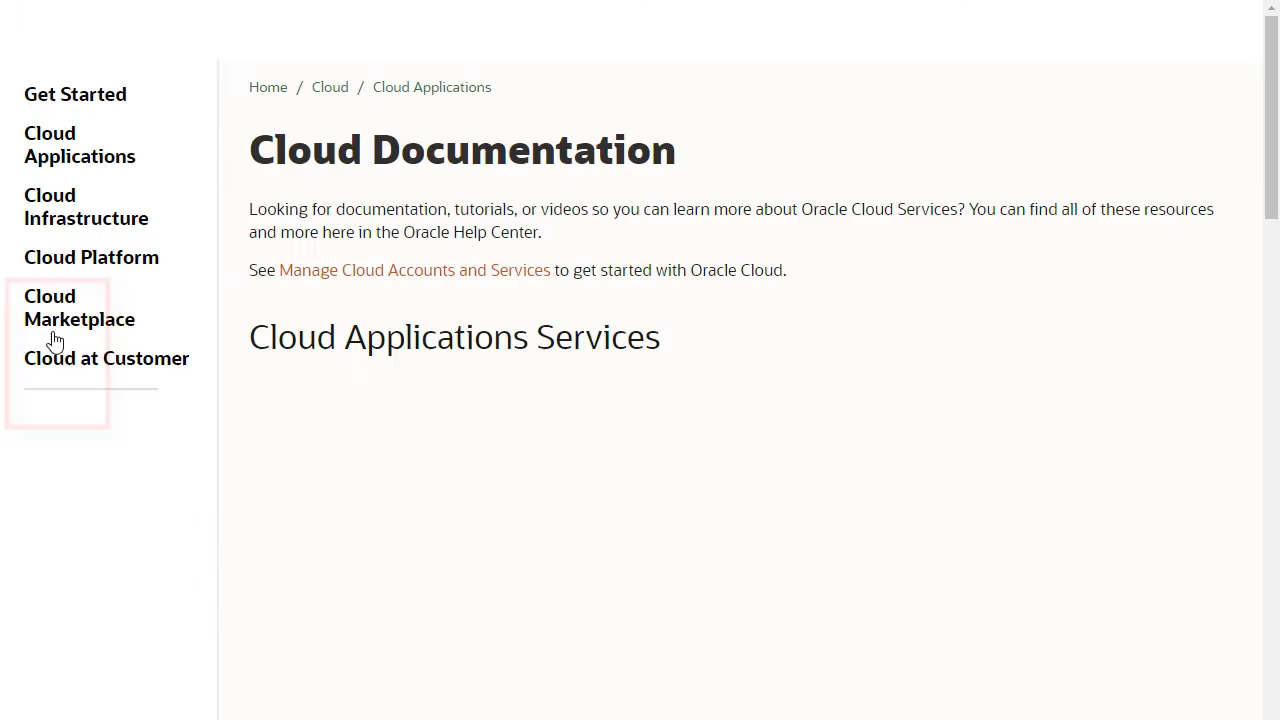 Get Started
Cloud
Applications
Cloud
Infrastructure
Cloud Platform
Cloud
Marketplace
Cloud at Customer
Home / Cloud / Cloud Applications
Cloud Documentation
Looking for documentation, tutorials, or videos so you can learn more about Oracle Cloud Services? You can find all of these resources
and more here in the Oracle Help Center.
See Manage Cloud Accounts and Services to get started with Oracle Cloud.
Cloud Applications Services